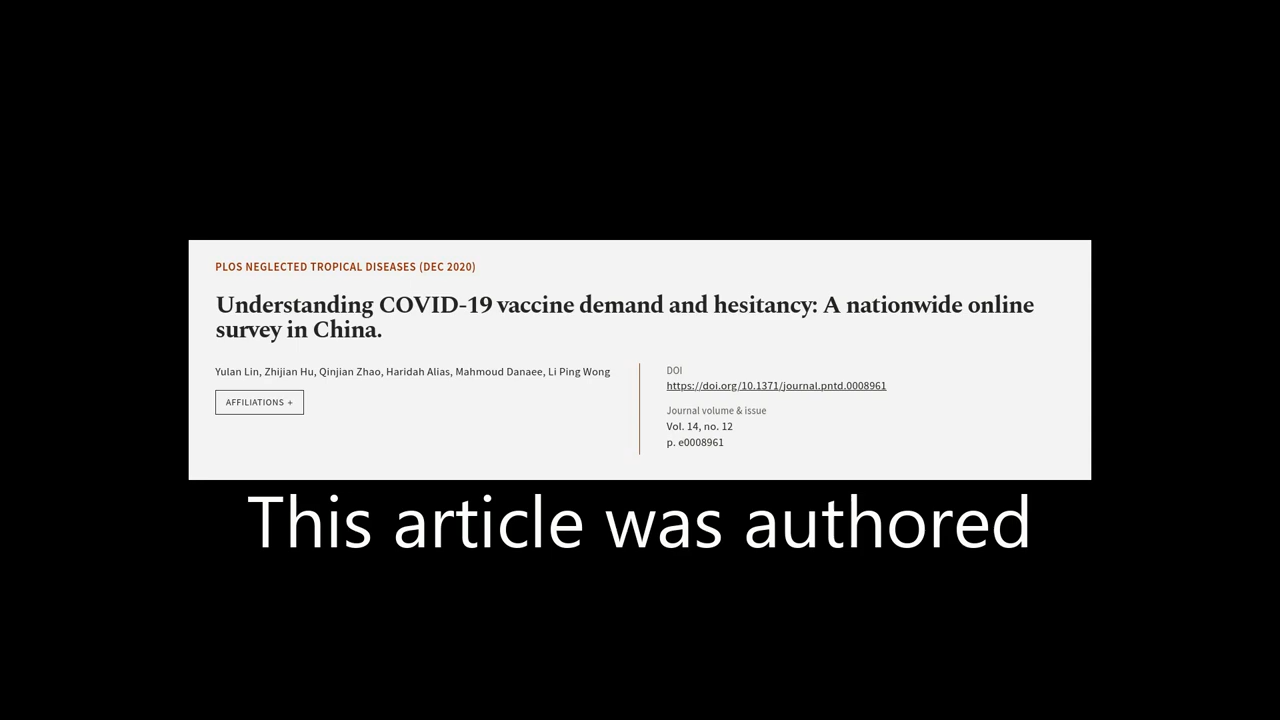 PLOS NEGLECTED TROPICAL DISEASES (DEC 2020)
Understanding COVID-19 vaccine demand and hesitancy: A nationwide online
survey in China.
Yulan Lin, Zhijian Hu, Qinjian Zhao, Haridah Alias, Mahmoud Danaee, Li Ping Wong
AFFILIATIONS +
DOI
https://doi.org/10.1371/journal.pntd.0008961
Journal volume & issue
Vol. 14, no. 12
p. e0008961
This article was authored